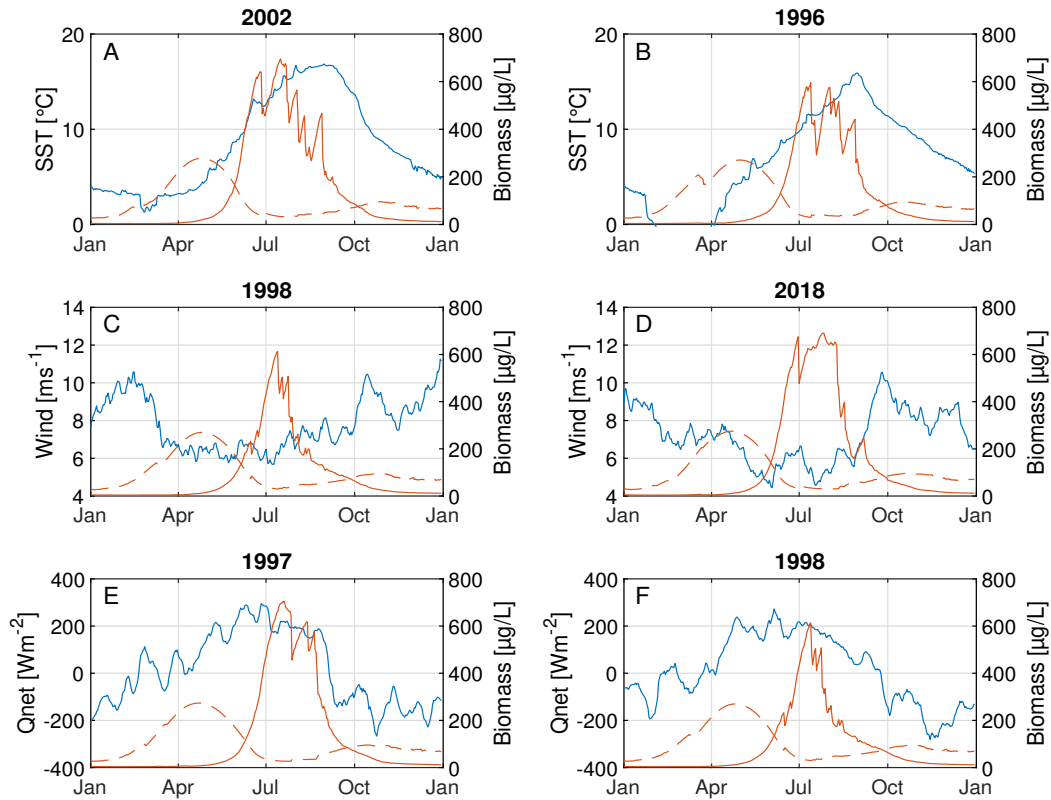 2002
A
SST [°C]
20
10
0
800
600
400
200
0
Biomass [µg/L]
Jan Apr Jul Oct Jan
1996
B
SST [°C]
20
10
0
800
600
400
200
0
Biomass [µg/L]
Jan Apr Jul Oct Jan
1998
C
Wind [ms⁻¹]
14
12
10
8
6
4
800
600
400
200
0
Biomass [µg/L]
Jan Apr Jul Oct Jan
2018
D
Wind [ms⁻¹]
14
12
10
8
6
4
800
600
400
200
0
Biomass [µg/L]
Jan Apr Jul Oct Jan
1997
E
Qnet [Wm⁻²]
400
200
0
-200
-400
800
600
400
200
0
Biomass [µg/L]
Jan Apr Jul Oct Jan
1998
F
Qnet [Wm⁻²]
400
200
0
-200
-400
800
600
400
200
0
Biomass [µg/L]
Jan Apr Jul Oct Jan